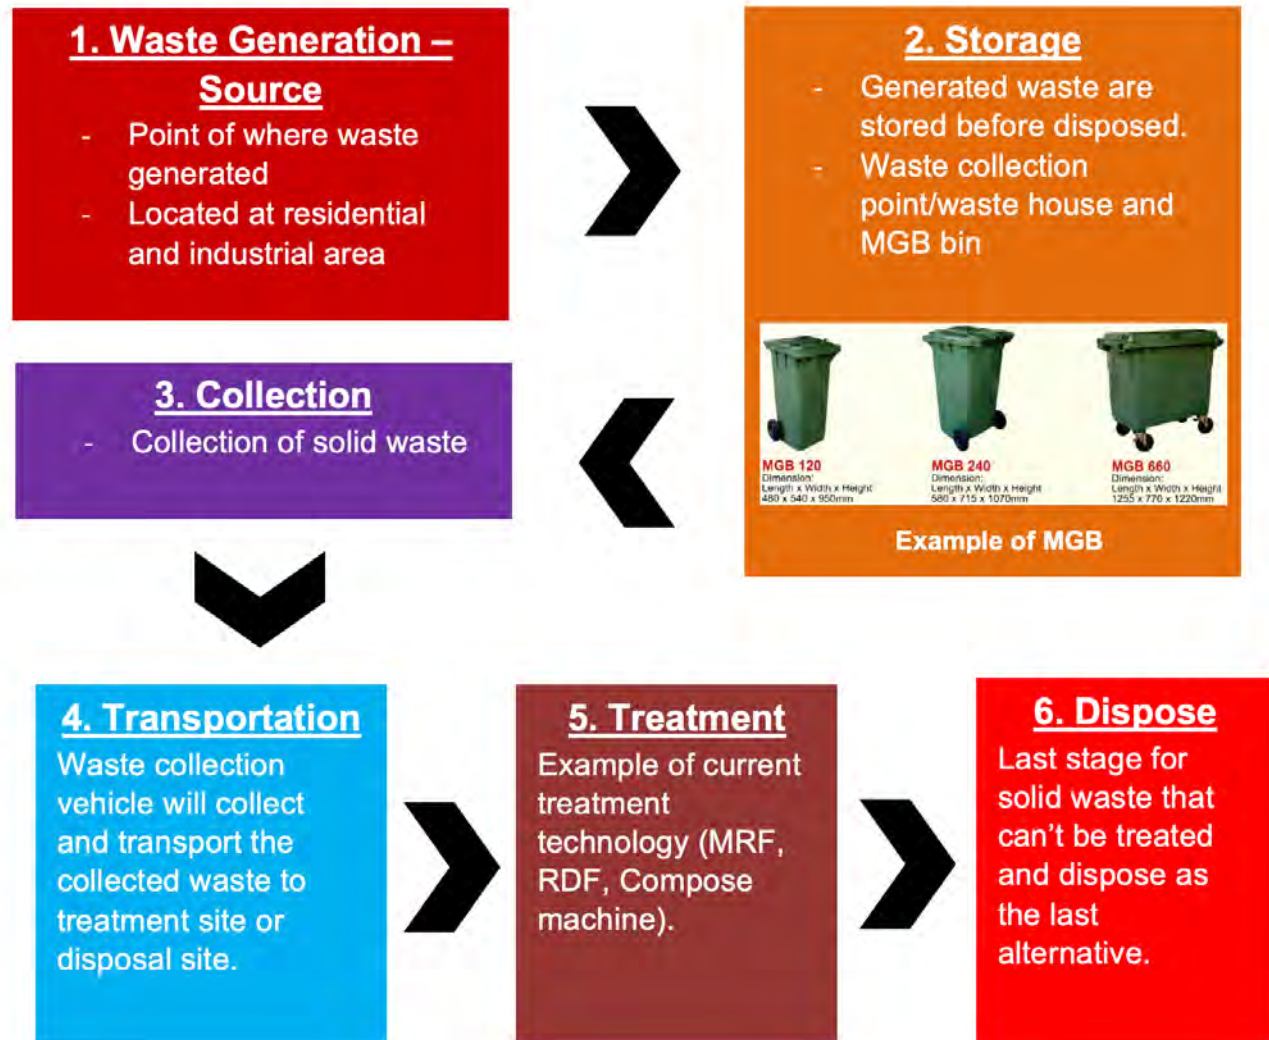 1. Waste Generation –
Source
- Point of where waste
generated
- Located at residential
and industrial area
2. Storage
- Generated waste are
stored before disposed.
- Waste collection
point/waste house and
MGB bin
MGB 120
Dimension:
Length x Width x Height
480 x 540 x 950mm
MGB 240
Dimension:
Length x Width x Height
580 x 715 x 1070mm
MGB 660
Dimension:
Length x Width x Height
1255 x 770 x 1220mm
Example of MGB
3. Collection
- Collection of solid waste
4. Transportation
Waste collection
vehicle will collect
and transport the
collected waste to
treatment site or
disposal site.
5. Treatment
Example of current
treatment
technology (MRF,
RDF, Compose
machine).
6. Dispose
Last stage for
solid waste that
can’t be treated
and dispose as
the last
alternative.